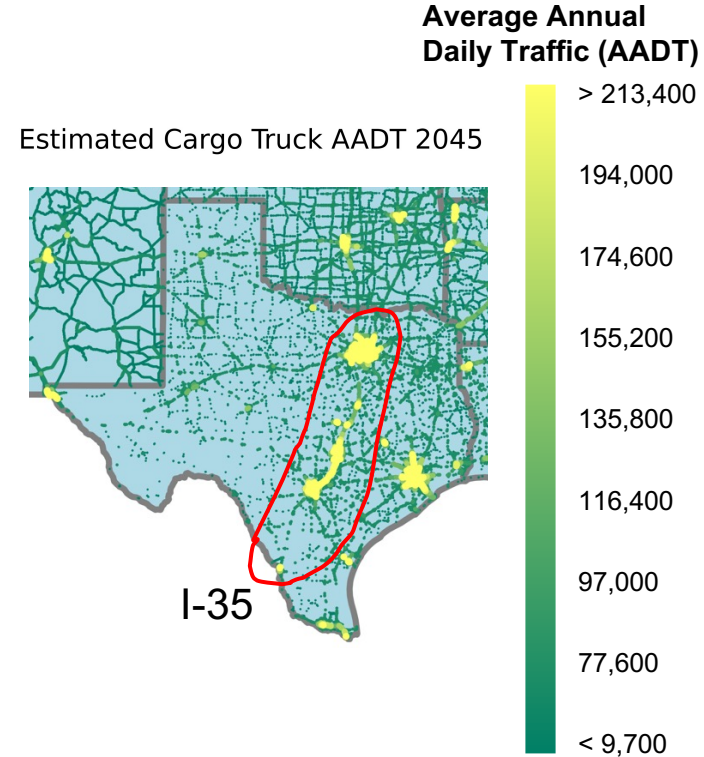 Average Annual
Daily Traffic (AADT)
> 213,400
Estimated Cargo Truck AADT 2045
194,000
174,600
155,200
135,800
116,400
97,000
I-35
77,600
< 9,700